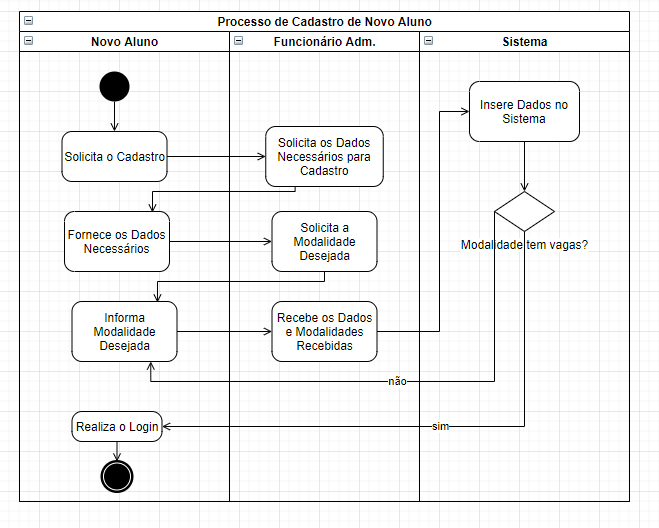 Processo de Cadastro de Novo Aluno
Novo Aluno
Funcionário Adm.
Sistema
Insere Dados no
Sistema
Solicita o Cadastro
Solicita os Dados
Necessários para
Cadastro
Fornece os Dados
Necessários
Solicita a
Modalidade
Desejada
Modalidade tem vagas?
Informa
Modalidade
Desejada
Recebe os Dados
e Modalidades
Recebidas
não
Realiza o Login
sim